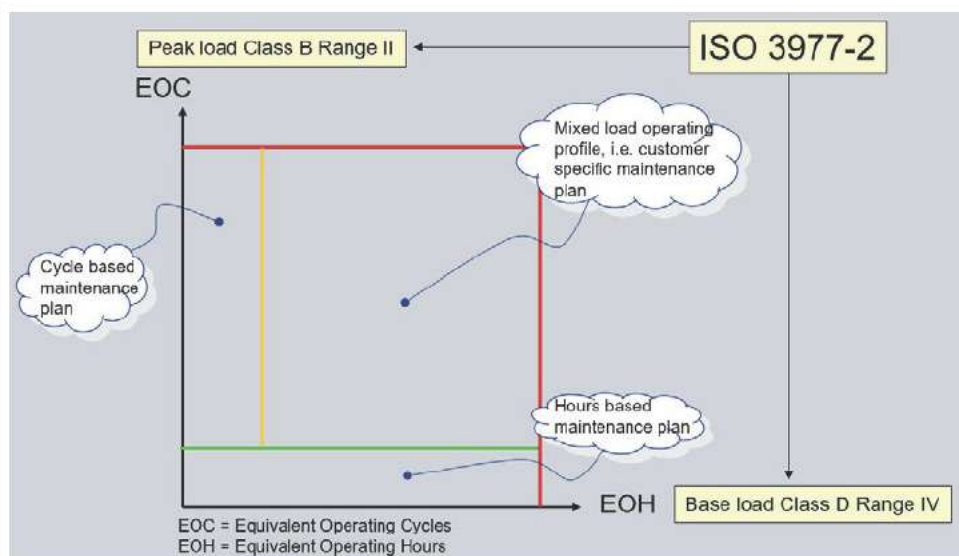 Peak load Class B Range II
ISO 3977-2
EOC
Mixed load operating
profile, i.e. customer
specific maintenance
plan
Cycle based
maintenance
plan
Hours based
maintenance plan
EOH
Base load Class D Range IV
EOC = Equivalent Operating Cycles
EOH = Equivalent Operating Hours